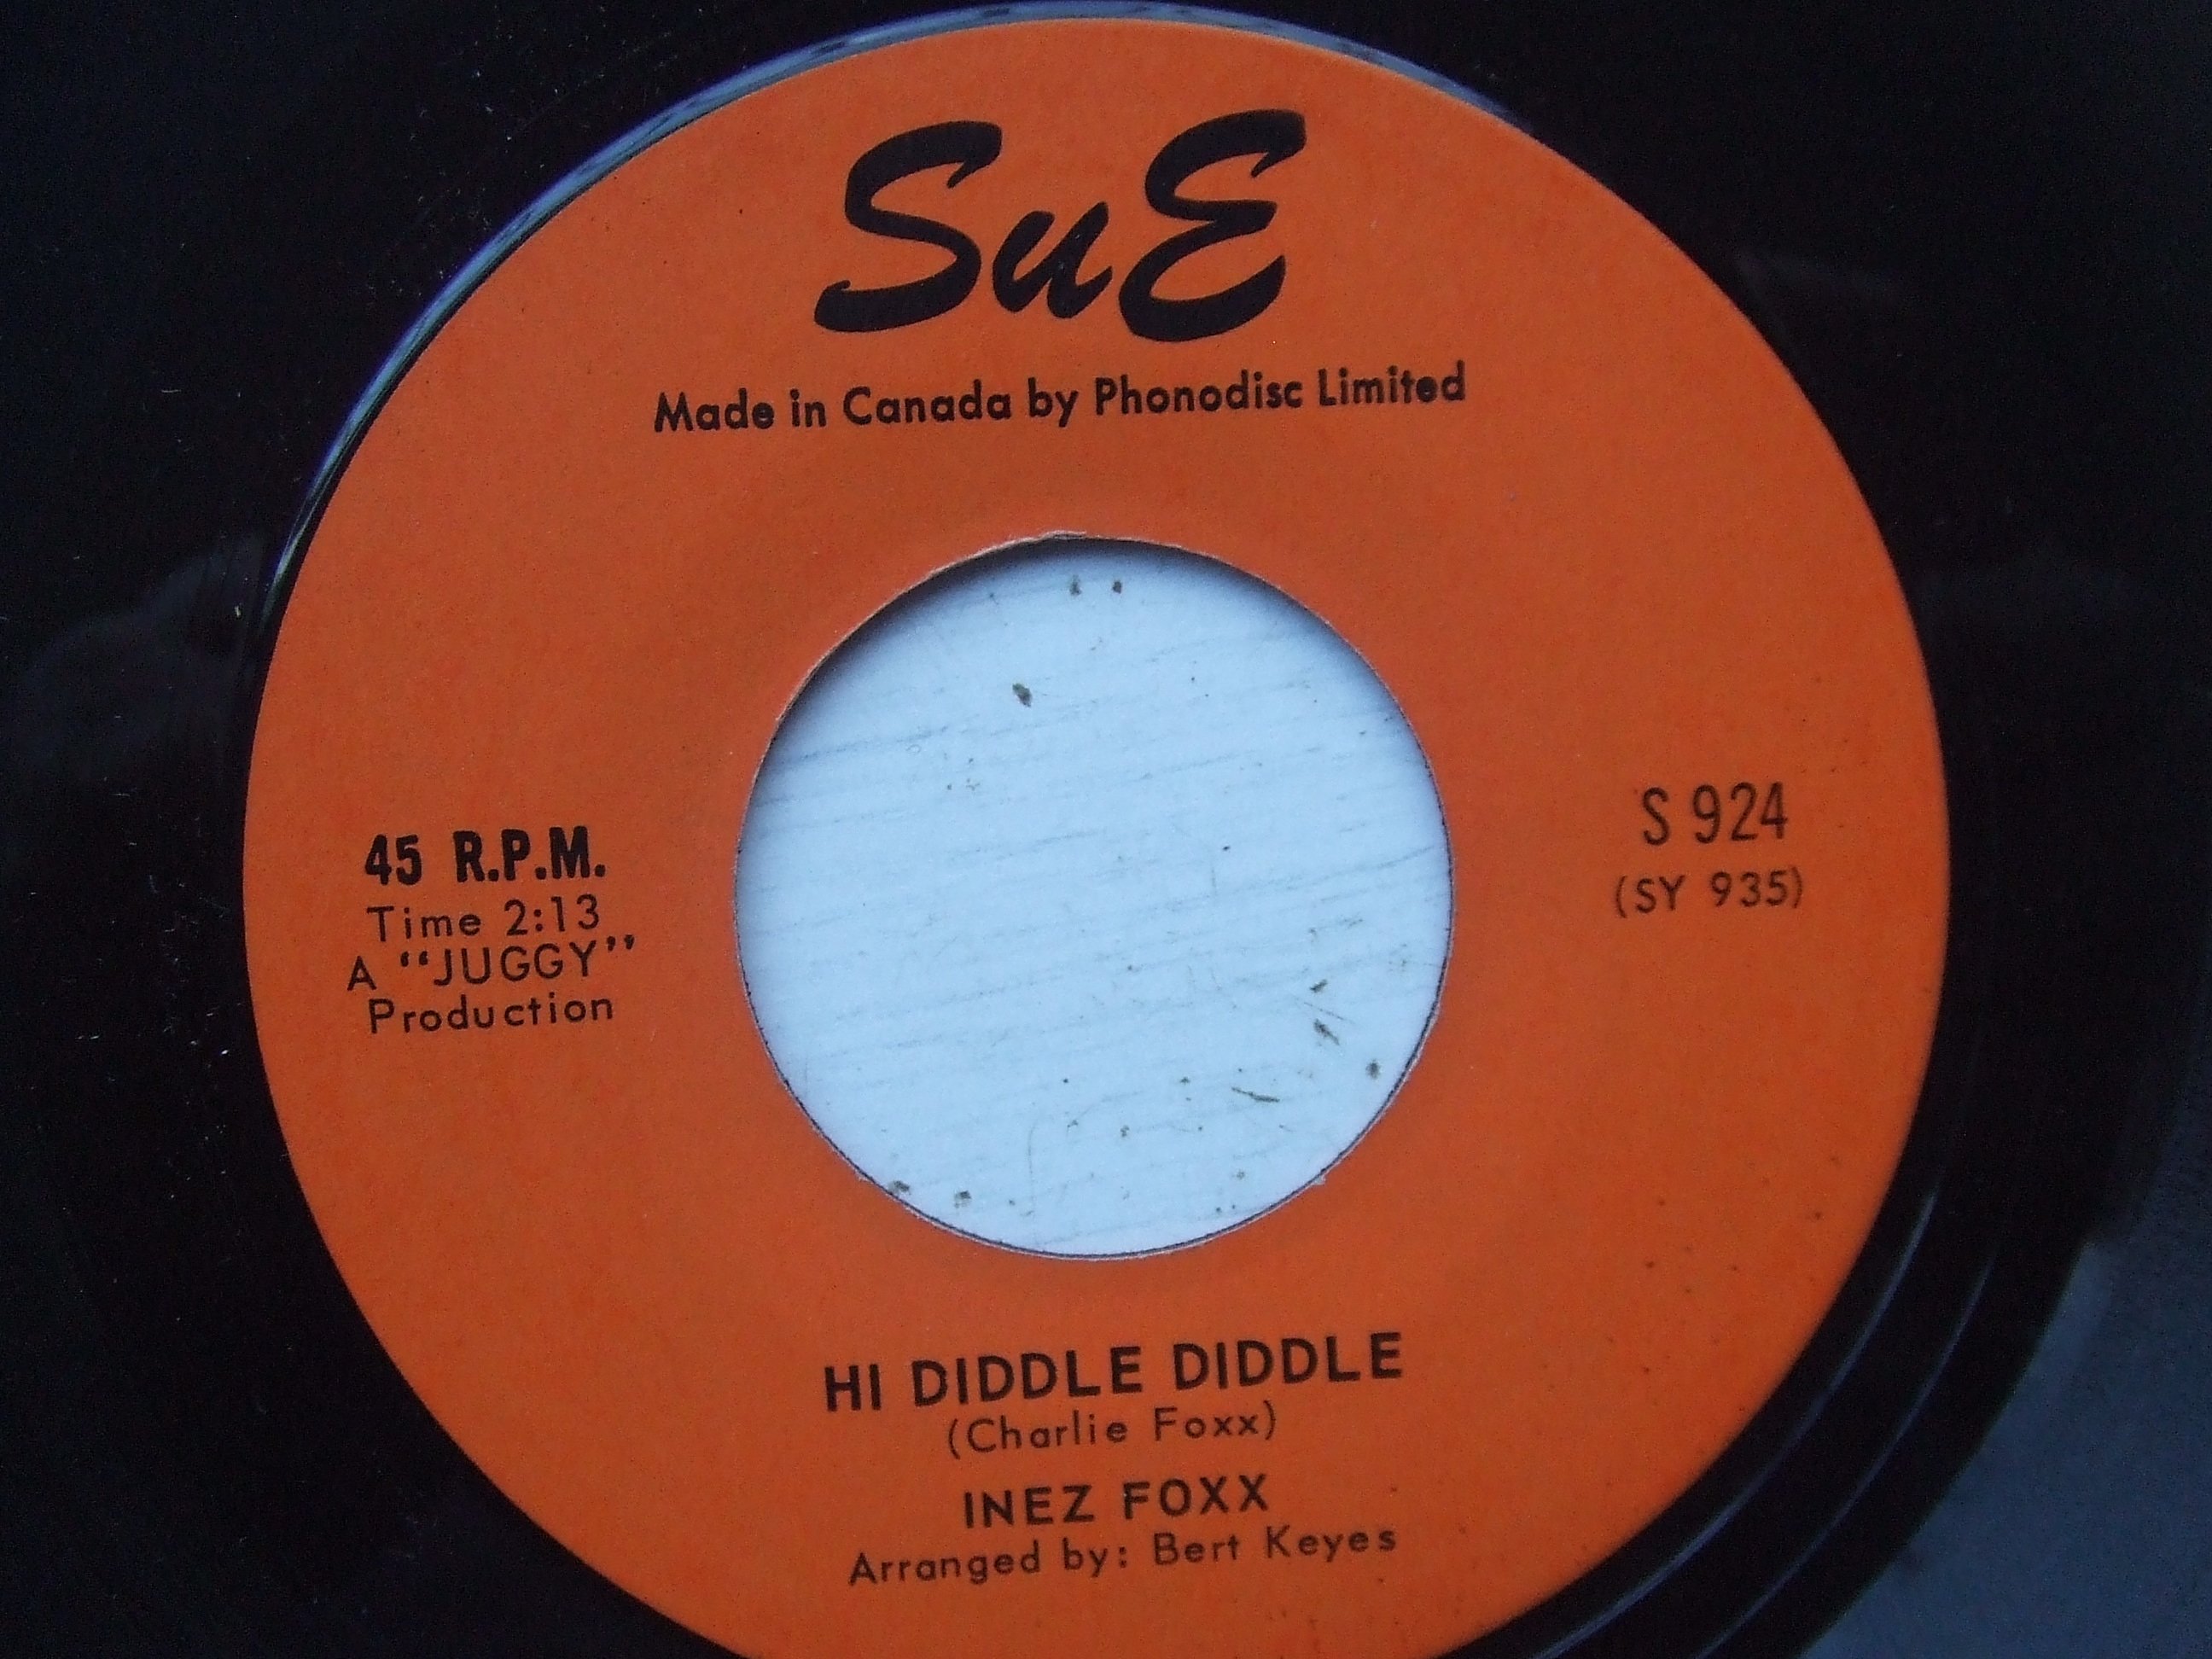 SuE
Made in Canada by Phonodisc Limited
45 R.P.M.
Time 2:13
A "JUGGY"
Production
S 924
(SY 935)
HI DIDDLE DIDDLE
(Charlie Foxx)
INEZ FOXX
Arranged by: Bert Keyes